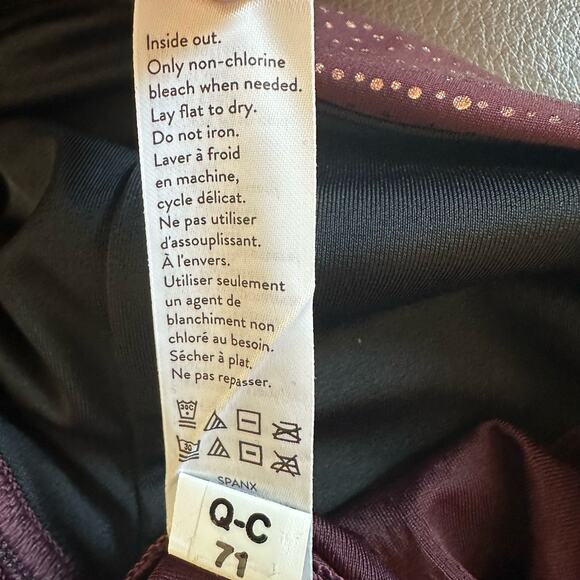 Inside out.
Only non-chlorine
bleach when needed.
Lay flat to dry.
Do not iron.
Laver à froid
en machine,
cycle délicat.
Ne pas utiliser
d'assouplissant.
À l'envers.
Utiliser seulement
un agent de
blanchiment non
chloré au besoin.
Sécher à plat.
Ne pas repasser.
30C
30
SPANX
Q-C
71